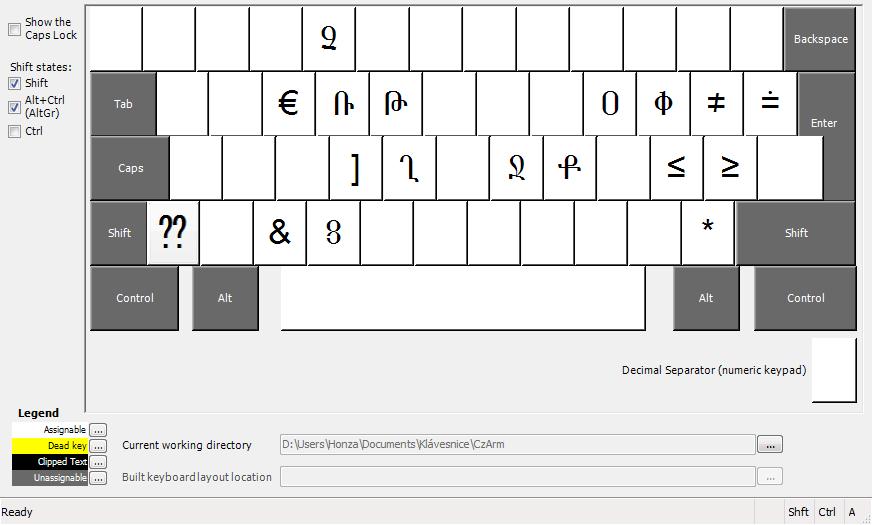 Show the
Caps Lock
Shift states:
Shift
Alt+Ctrl
(AltGr)
Ctrl
Չ Backspace
Tab € Ռ Թ Օ Փ ≠ ≐ Enter
Caps ] Ղ Ջ Ք ≤ ≥
Shift ?? & Ց * Shift
Control Alt Alt Control
Decimal Separator (numeric keypad)
Legend
Assignable ...
Dead key ...
Clipped Text ...
Unassignable ...
Current working directory D:\Users\Honza\Documents\Klávesnice\CzArm ...
Built keyboard layout location ...
Ready Shft Ctrl A